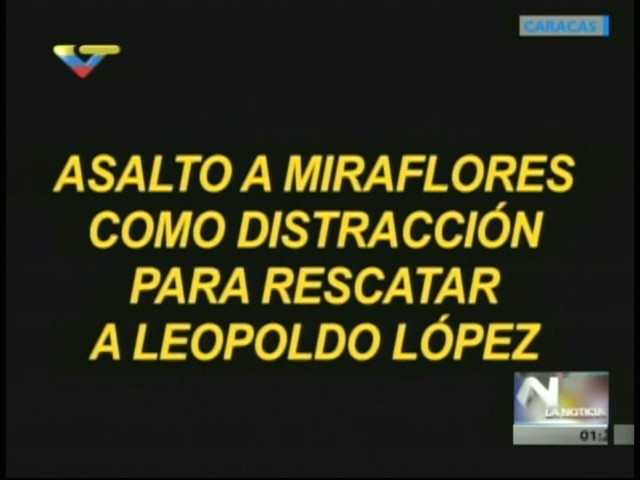 CARACAS
ASALTO A MIRAFLORES
COMO DISTRACCIÓN
PARA RESCATAR
A LEOPOLDO LÓPEZ
LA NOTICIA